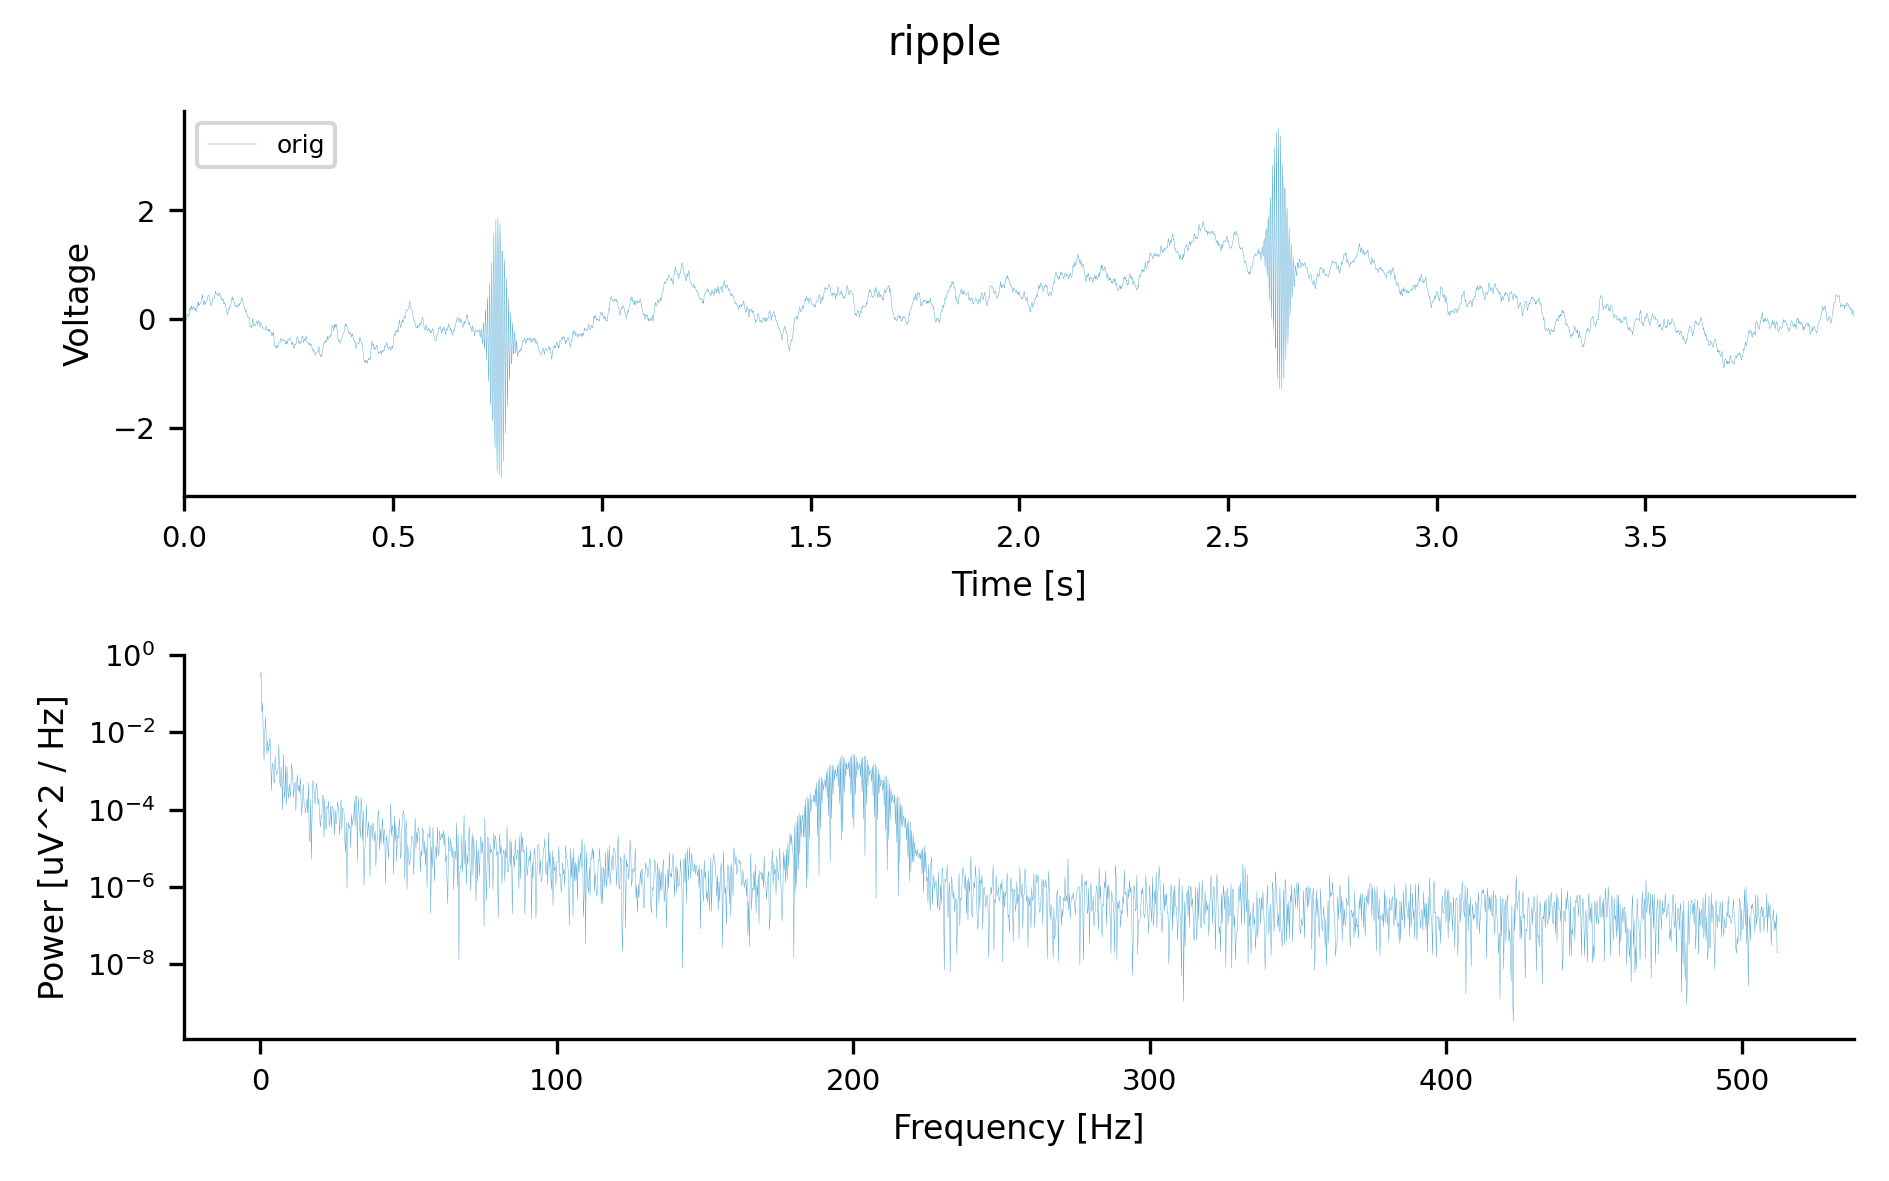 ripple
orig
Voltage
2
0
−2
0.0 0.5 1.0 1.5 2.0 2.5 3.0 3.5
Time [s]
Power [uV^2 / Hz]
10⁰
10⁻²
10⁻⁴
10⁻⁶
10⁻⁸
0 100 200 300 400 500
Frequency [Hz]